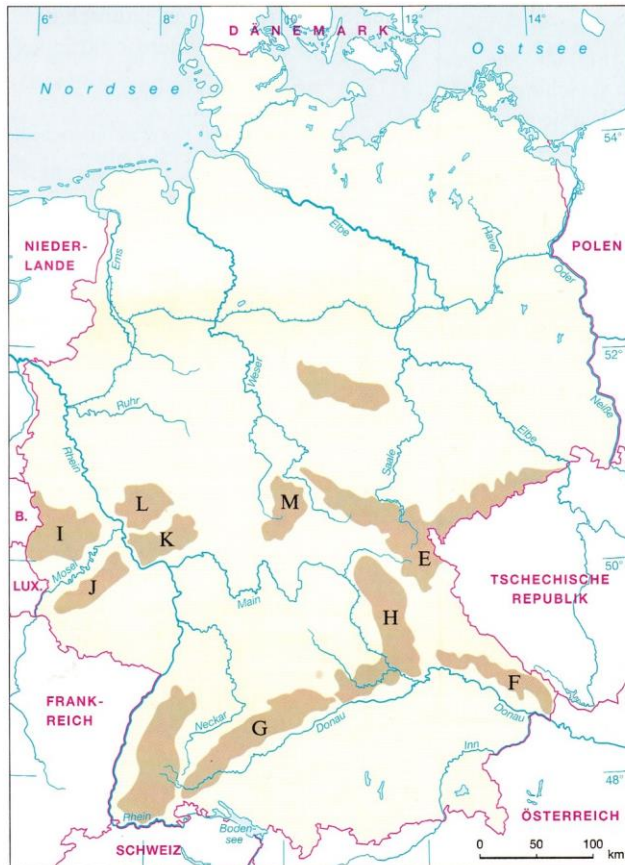 6° 8° 10° 12° 14°
DÄNEMARK
Ostsee
Nordsee
54°
NIEDER-
LANDE
Ems
Elbe
Havel
POLEN
Oder
52°
Weser
Ruhr
Rhein
Saale
Elbe
Neiße
B.
I
L
K
M
E
50°
LUX.
Mosel
J
Main
H
TSCHECHISCHE
REPUBLIK
FRANK-
REICH
Neckar
G
Donau
F
Donau
Inn
48°
Rhein
Boden-
see
SCHWEIZ
ÖSTERREICH
0 50 100
km